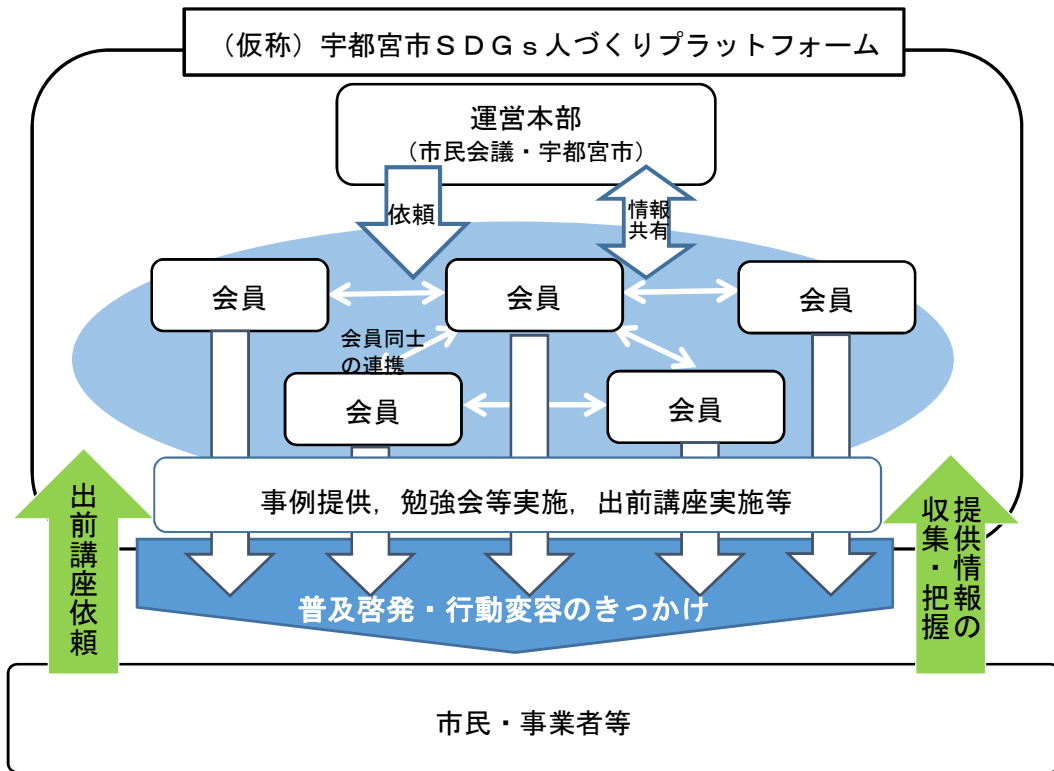 （仮称）宇都宮市ＳＤＧｓ人づくりプラットフォーム
運営本部
（市民会議・宇都宮市）
依頼
情報
共有
会員
会員
会員
会員同士
の連携
会員
会員
事例提供，勉強会等実施，出前講座実施等
出前講座依頼
提供情報の
収集・把握
普及啓発・行動変容のきっかけ
市民・事業者等